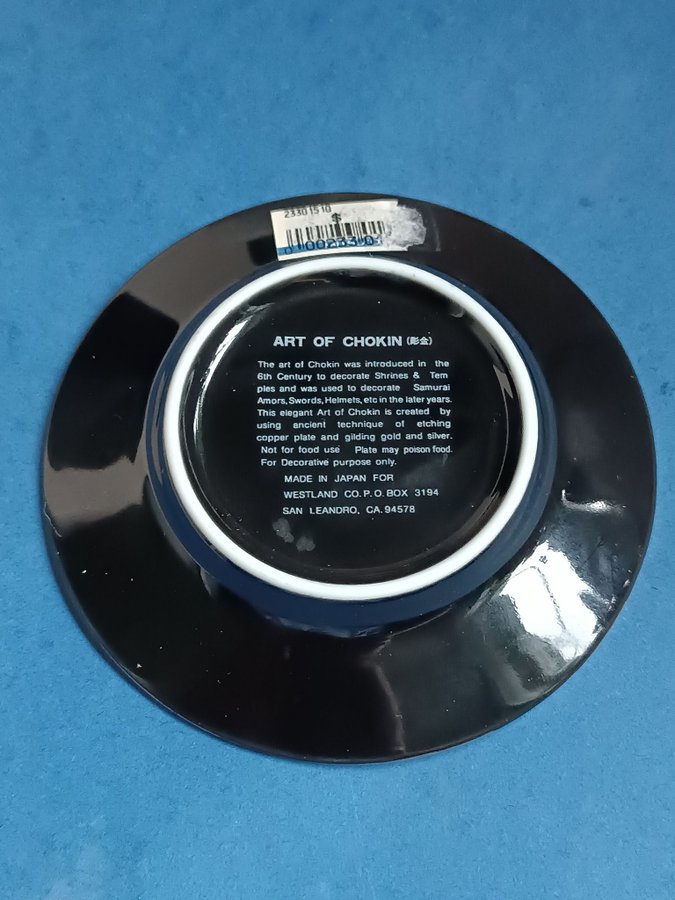 2330 15 10
$
ART OF CHOKIN (彫金)
The art of Chokin was introduced in the
6th Century to decorate Shrines & Tem
ples and was used to decorate Samurai
Amors, Swords, Helmets, etc in the later years.
This elegant Art of Chokin is created by
using ancient technique of etching
copper plate and gilding gold and silver.
Not for food use Plate may poison food.
For Decorative purpose only.
MADE IN JAPAN FOR
WESTLAND CO. P. O. BOX 3194
SAN LEANDRO, CA. 94578